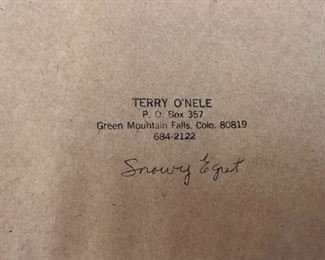 TERRY O'NELE
P. O. Box 357
Green Mountain Falls, Colo. 80819
684-2122
Snowy Egret